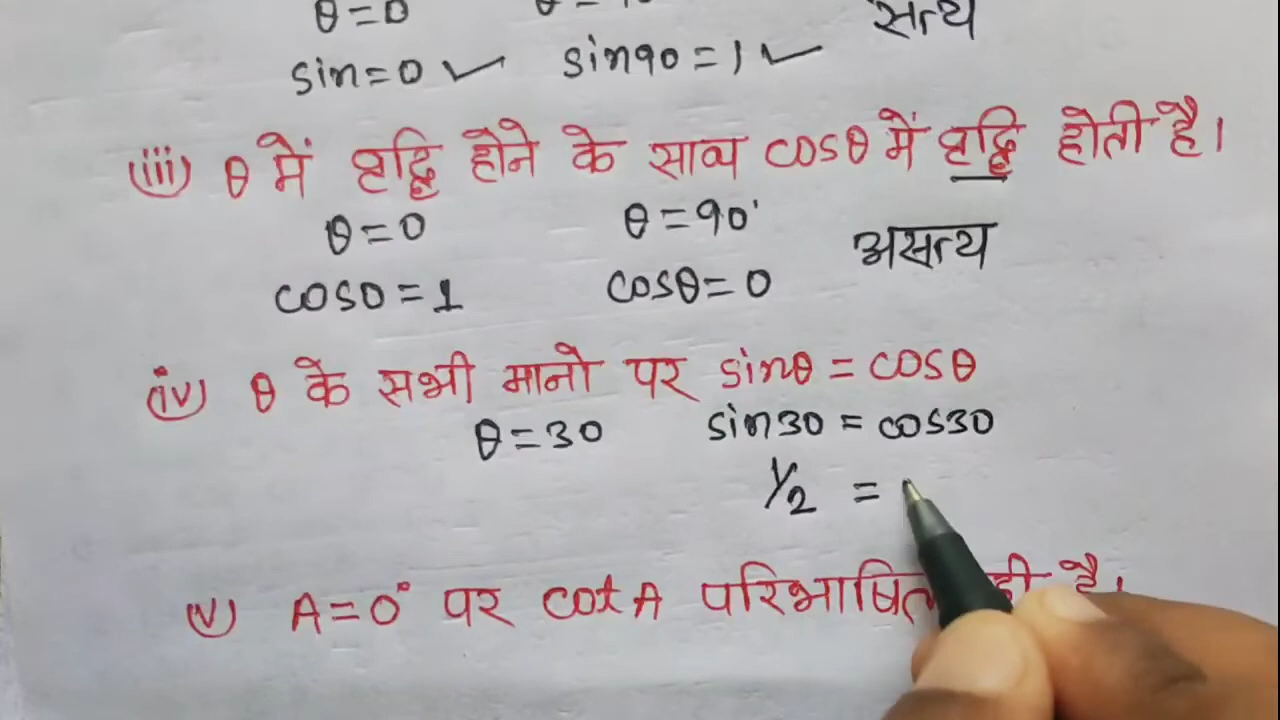 θ=0 θ=
सत्य
sin=0 ✓ sin90=1 ✓
(iii) θ में वृद्धि होने के साथ cosθ में वृद्धि होती है।
θ=0 θ=90°
cos0=1 cosθ=0 असत्य
(iv) θ के सभी मानो पर sinθ=cosθ
θ=30 sin30=cos30
1/2 =
(v) A=0° पर cotA परिभाषित है।